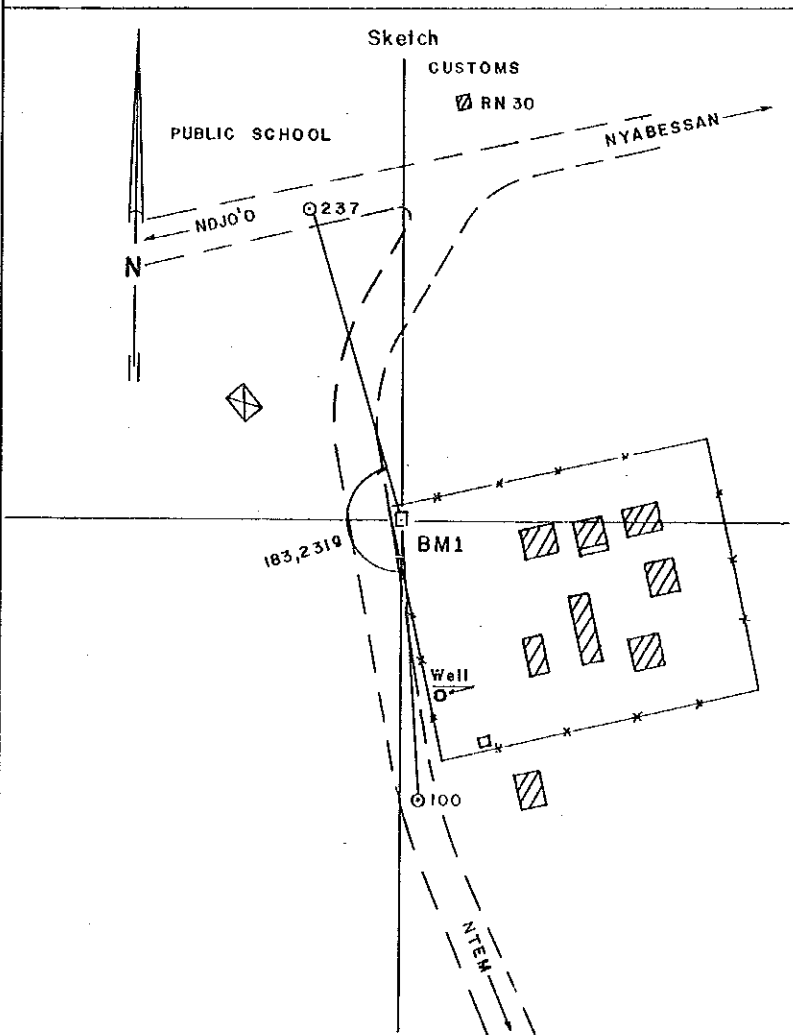 Sketch
CUSTOMS
RN 30
PUBLIC SCHOOL
NYABESSAN
237
NDJO'O
N
183,2319
BM1
Well
100
NTEM